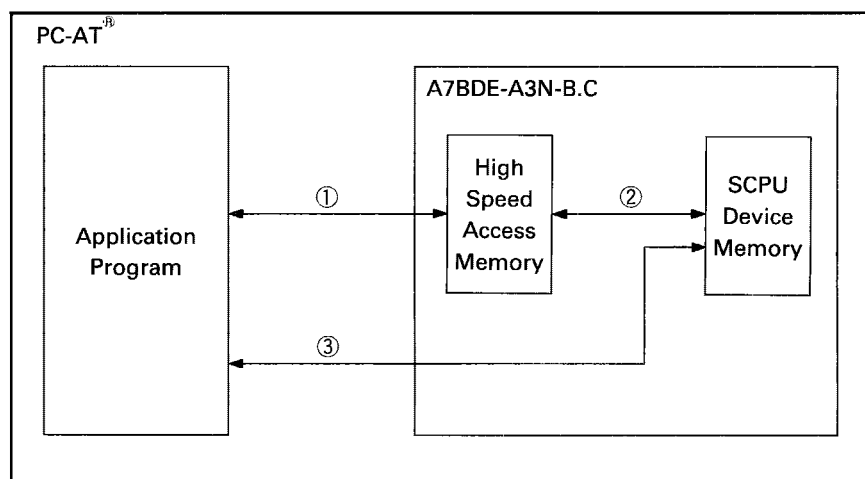 PC-AT®
A7BDE-A3N-B.C
Application
Program
①
High
Speed
Access
Memory
②
SCPU
Device
Memory
③